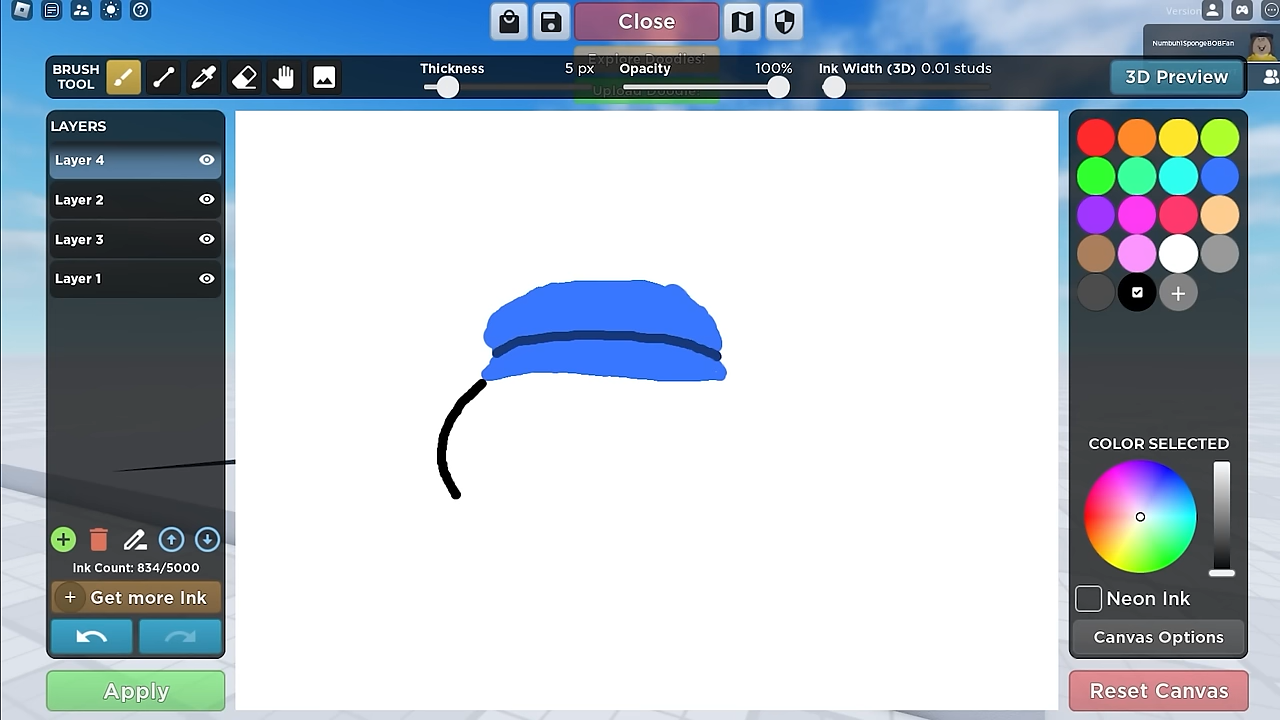 Version
Close
Numbuh1SpongeBOBFan
Explore Doodles!
BRUSH TOOL
Thickness 5 px
Opacity 100%
Ink Width (3D) 0.01 studs
3D Preview
Upload Doodle!
LAYERS
Layer 4
Layer 2
Layer 3
Layer 1
COLOR SELECTED
Ink Count: 834/5000
+ Get more Ink
Neon Ink
Canvas Options
Apply
Reset Canvas